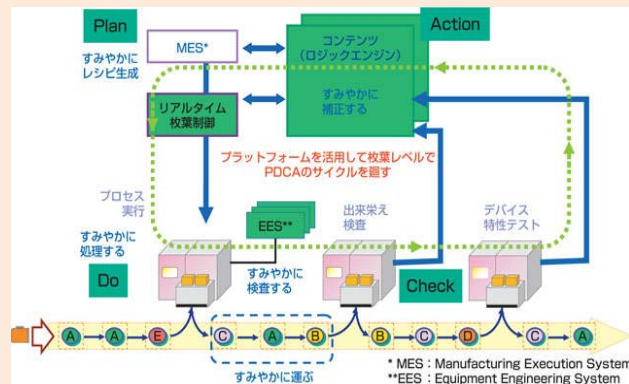 Plan
すみやかに
レシピ生成
MES*
コンテンツ
(ロジックエンジン)
Action
リアルタイム
枚葉制御
すみやかに
補正する
プラットフォームを活用して枚葉レベルで
PDCAのサイクルを廻す
プロセス
実行
すみやかに
処理する
Do
EES**
すみやかに
検査する
出来栄え
検査
Check
デバイス
特性テスト
A
A
E
C
A
B
B
C
D
C
A
すみやかに運ぶ
* MES : Manufacturing Execution System
**EES : Equipment Engineering System